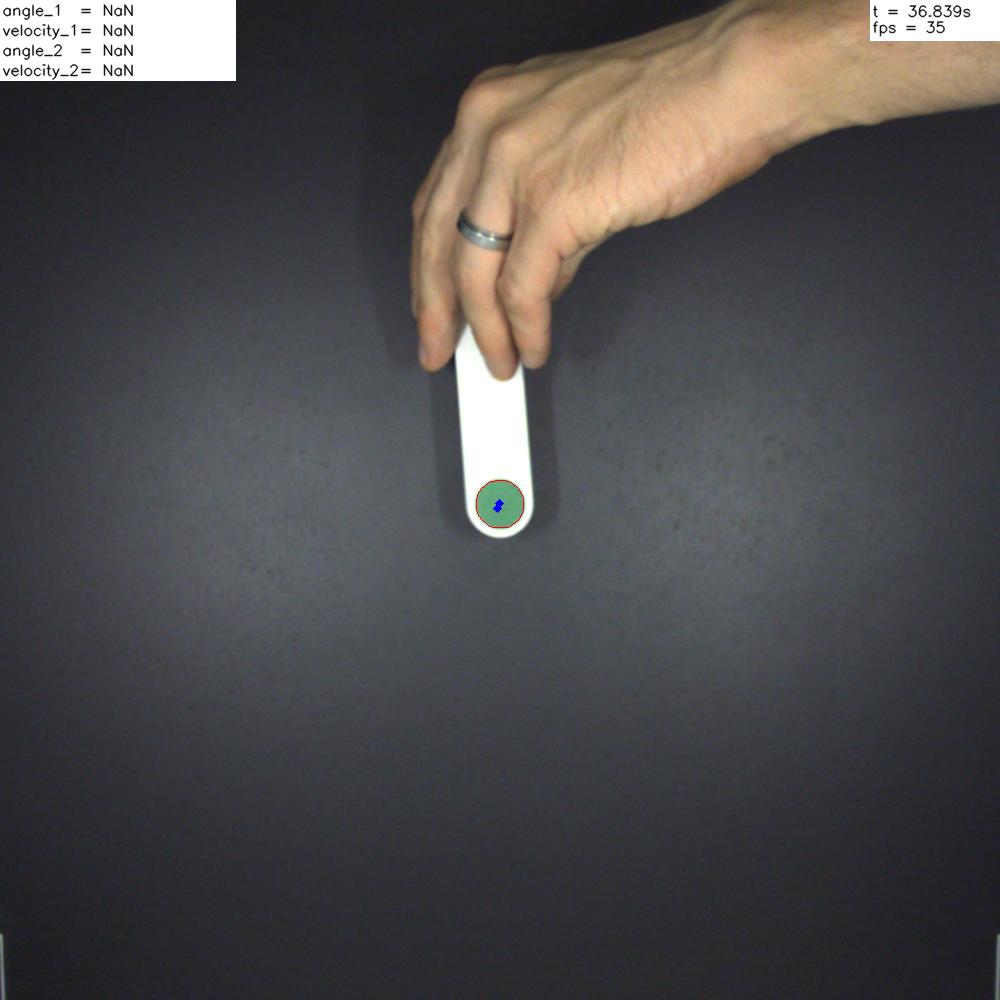 angle_1 = NaN
velocity_1= NaN
angle_2 = NaN
velocity_2= NaN
t = 36.839s
fps = 35